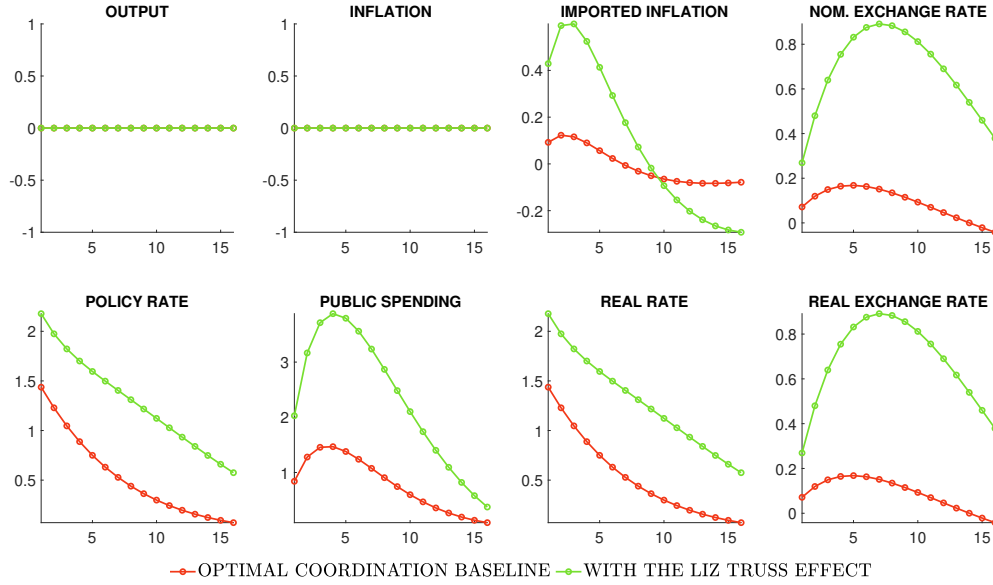 OUTPUT INFLATION IMPORTED INFLATION NOM. EXCHANGE RATE
1 1 0.8
0.5 0.5 0.4 0.6
0 0 0.2 0.4
-0.5 -0.5 0 0.2
-1 -1 -0.2 0
5 10 15 5 10 15 5 10 15 5 10 15
POLICY RATE PUBLIC SPENDING REAL RATE REAL EXCHANGE RATE
2 3 2 0.8
1.5 2 1.5 0.6
1 1 1 0.4
0.5 0.5 0.2
0
5 10 15 5 10 15 5 10 15 5 10 15
OPTIMAL COORDINATION BASELINE WITH THE LIZ TRUSS EFFECT